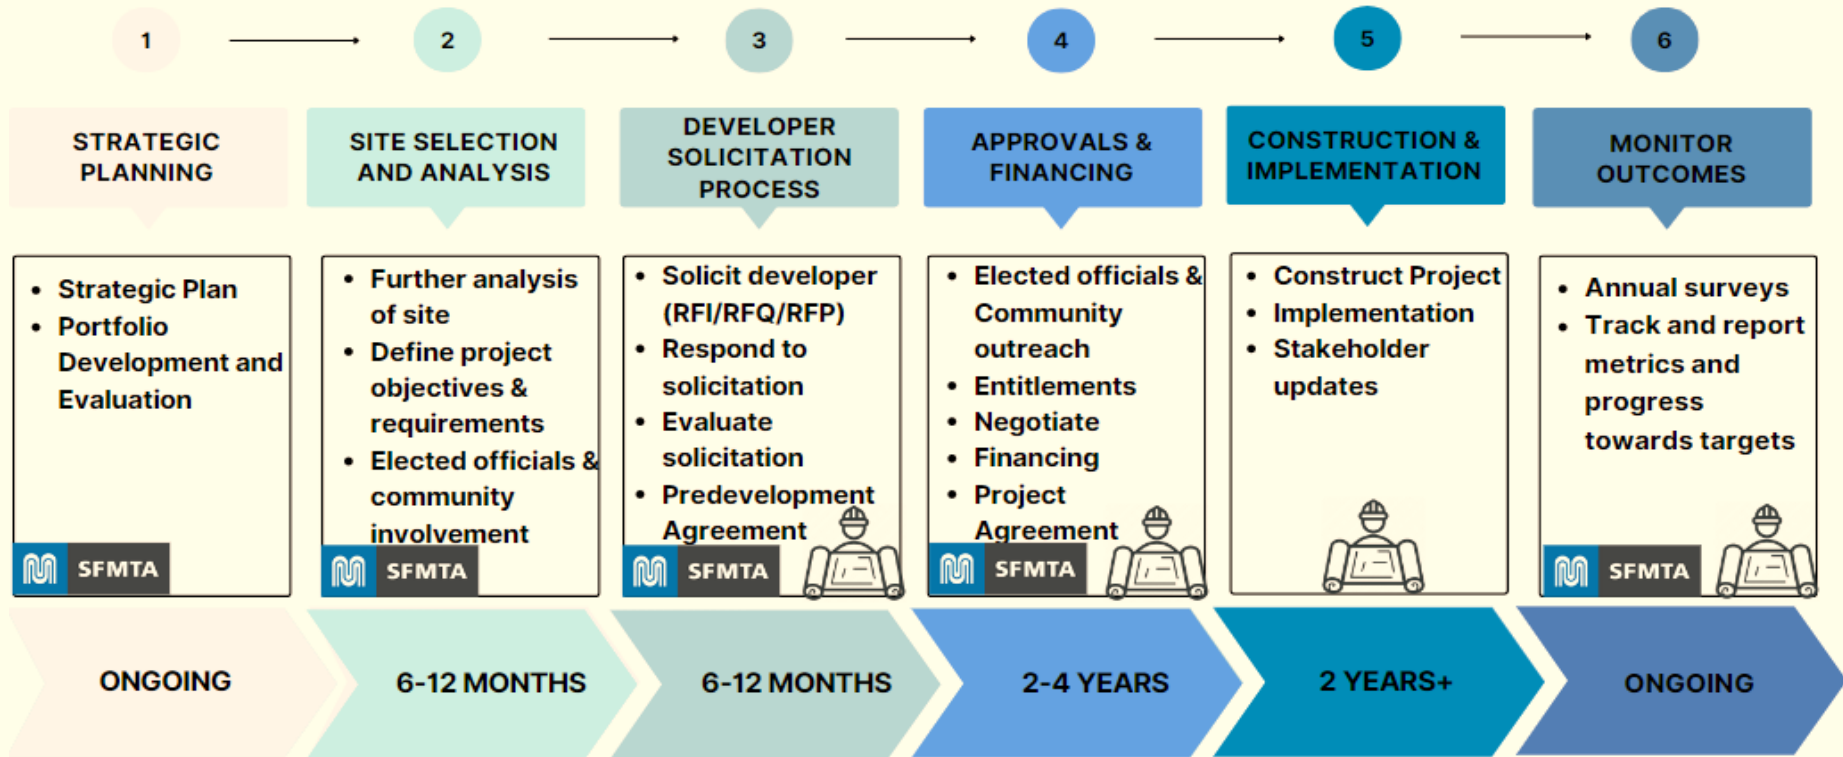 1
2
3
4
5
6
STRATEGIC
PLANNING
SITE SELECTION
AND ANALYSIS
DEVELOPER
SOLICITATION
PROCESS
APPROVALS &
FINANCING
CONSTRUCTION &
IMPLEMENTATION
MONITOR
OUTCOMES
• Strategic Plan
• Portfolio
Development and
Evaluation
SFMTA
• Further analysis
of site
• Define project
objectives &
requirements
• Elected officials &
community
involvement
SFMTA
• Solicit developer
(RFI/RFQ/RFP)
• Respond to
solicitation
• Evaluate
solicitation
• Predevelopment
Agreement
SFMTA
• Elected officials &
Community
outreach
• Entitlements
• Negotiate
• Financing
• Project
Agreement
SFMTA
• Construct Project
• Implementation
• Stakeholder
updates
• Annual surveys
• Track and report
metrics and
progress
towards targets
SFMTA
ONGOING
6-12 MONTHS
6-12 MONTHS
2-4 YEARS
2 YEARS+
ONGOING